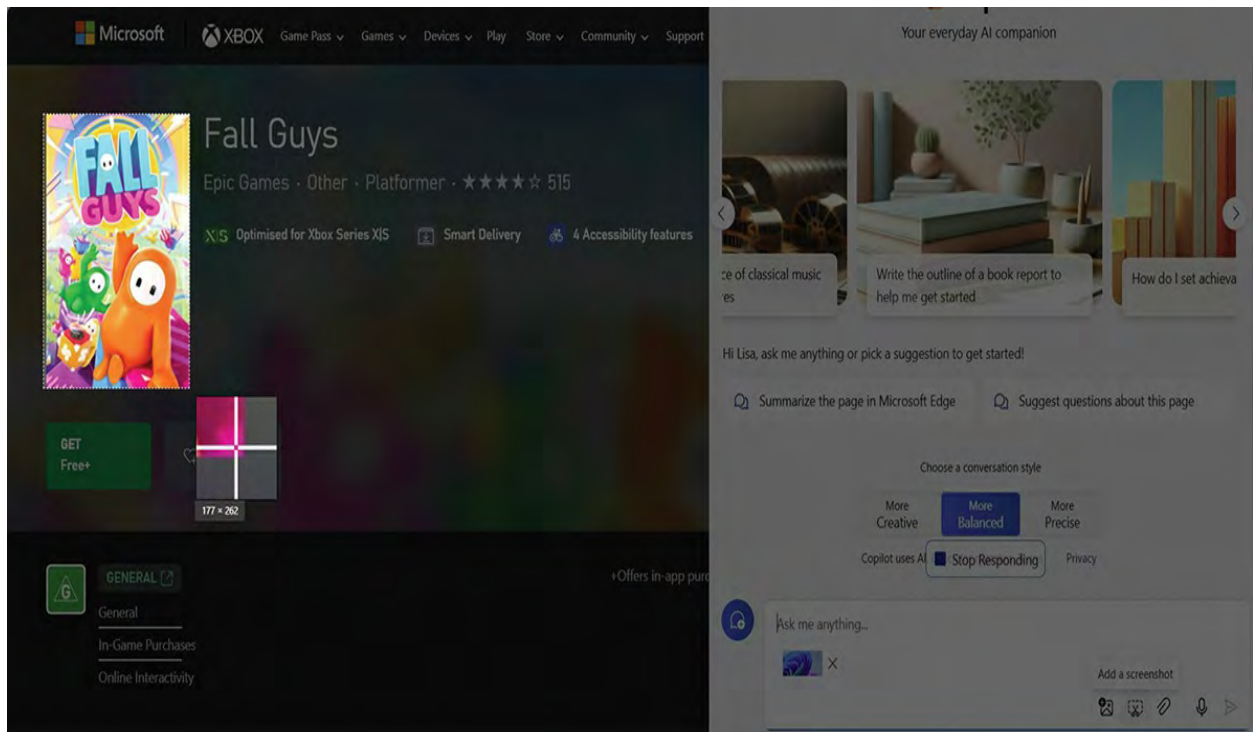 Microsoft
XBOX
Game Pass
Games
Devices
Play
Store
Community
Support
FALL
GUYS
Fall Guys
Epic Games · Other · Platformer · ★★★★☆ 515
X|S Optimised for Xbox Series X|S
Smart Delivery
4 Accessibility features
GET
Free+
177 × 262
G
GENERAL
General
In-Game Purchases
Online Interactivity
+Offers in-app purc
Your everyday AI companion
ce of classical music
res
Write the outline of a book report to
help me get started
How do I set achieva
Hi Lisa, ask me anything or pick a suggestion to get started!
Summarize the page in Microsoft Edge
Suggest questions about this page
Choose a conversation style
More
Creative
More
Balanced
More
Precise
Copilot uses AI
Stop Responding
Privacy
Ask me anything...
Add a screenshot